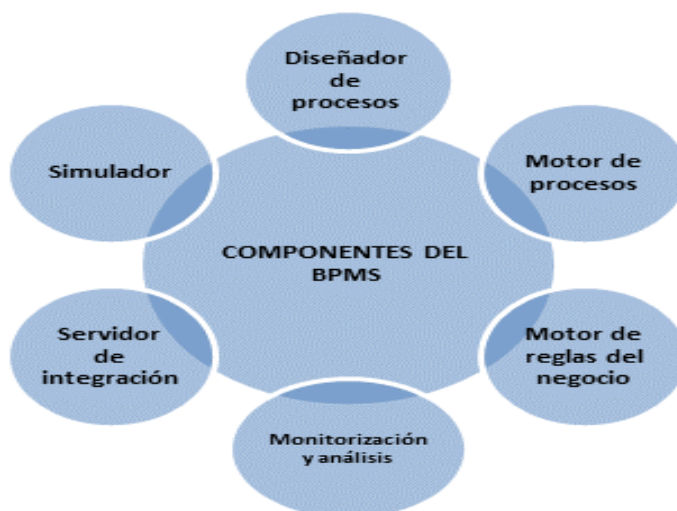 Diseñador
de
procesos
Simulador
Motor de
procesos
COMPONENTES DEL
BPMS
Servidor
de
integración
Motor de
reglas del
negocio
Monitorización
y análisis